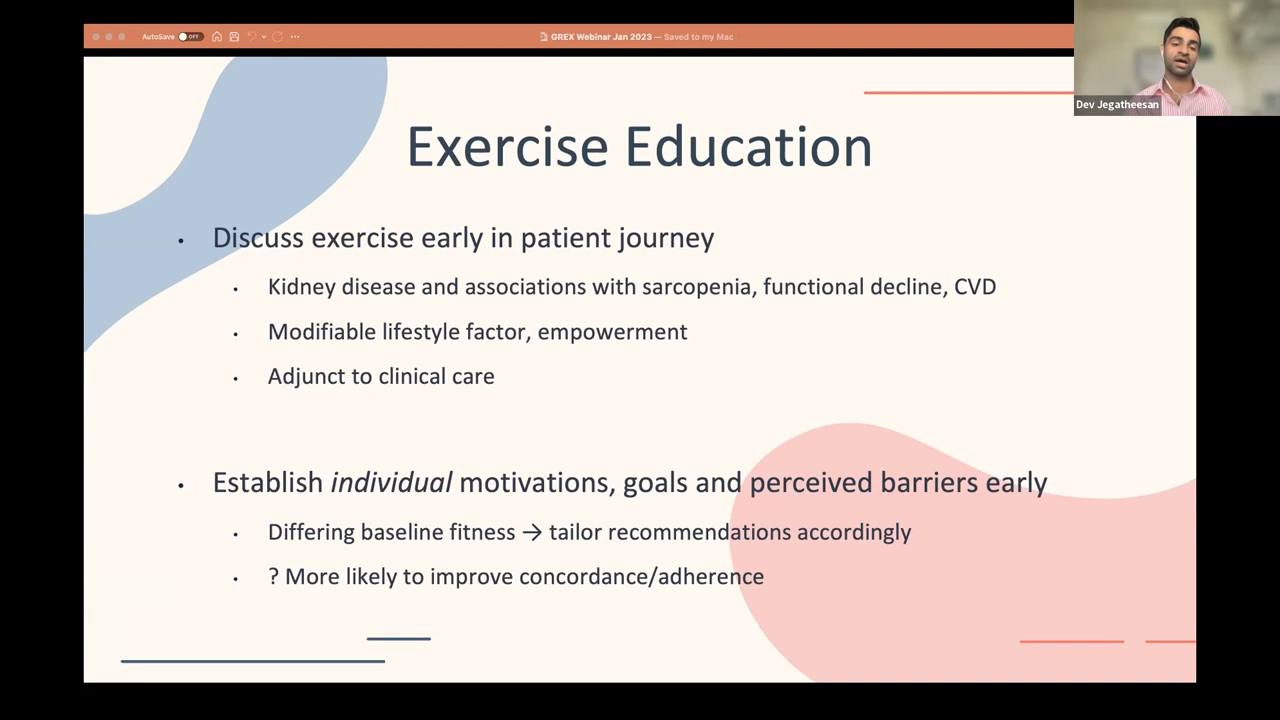 AutoSave OFF
GREX Webinar Jan 2023 — Saved to my Mac
Dev Jegatheesan
Exercise Education
• Discuss exercise early in patient journey
• Kidney disease and associations with sarcopenia, functional decline, CVD
• Modifiable lifestyle factor, empowerment
• Adjunct to clinical care
• Establish individual motivations, goals and perceived barriers early
• Differing baseline fitness → tailor recommendations accordingly
• ? More likely to improve concordance/adherence